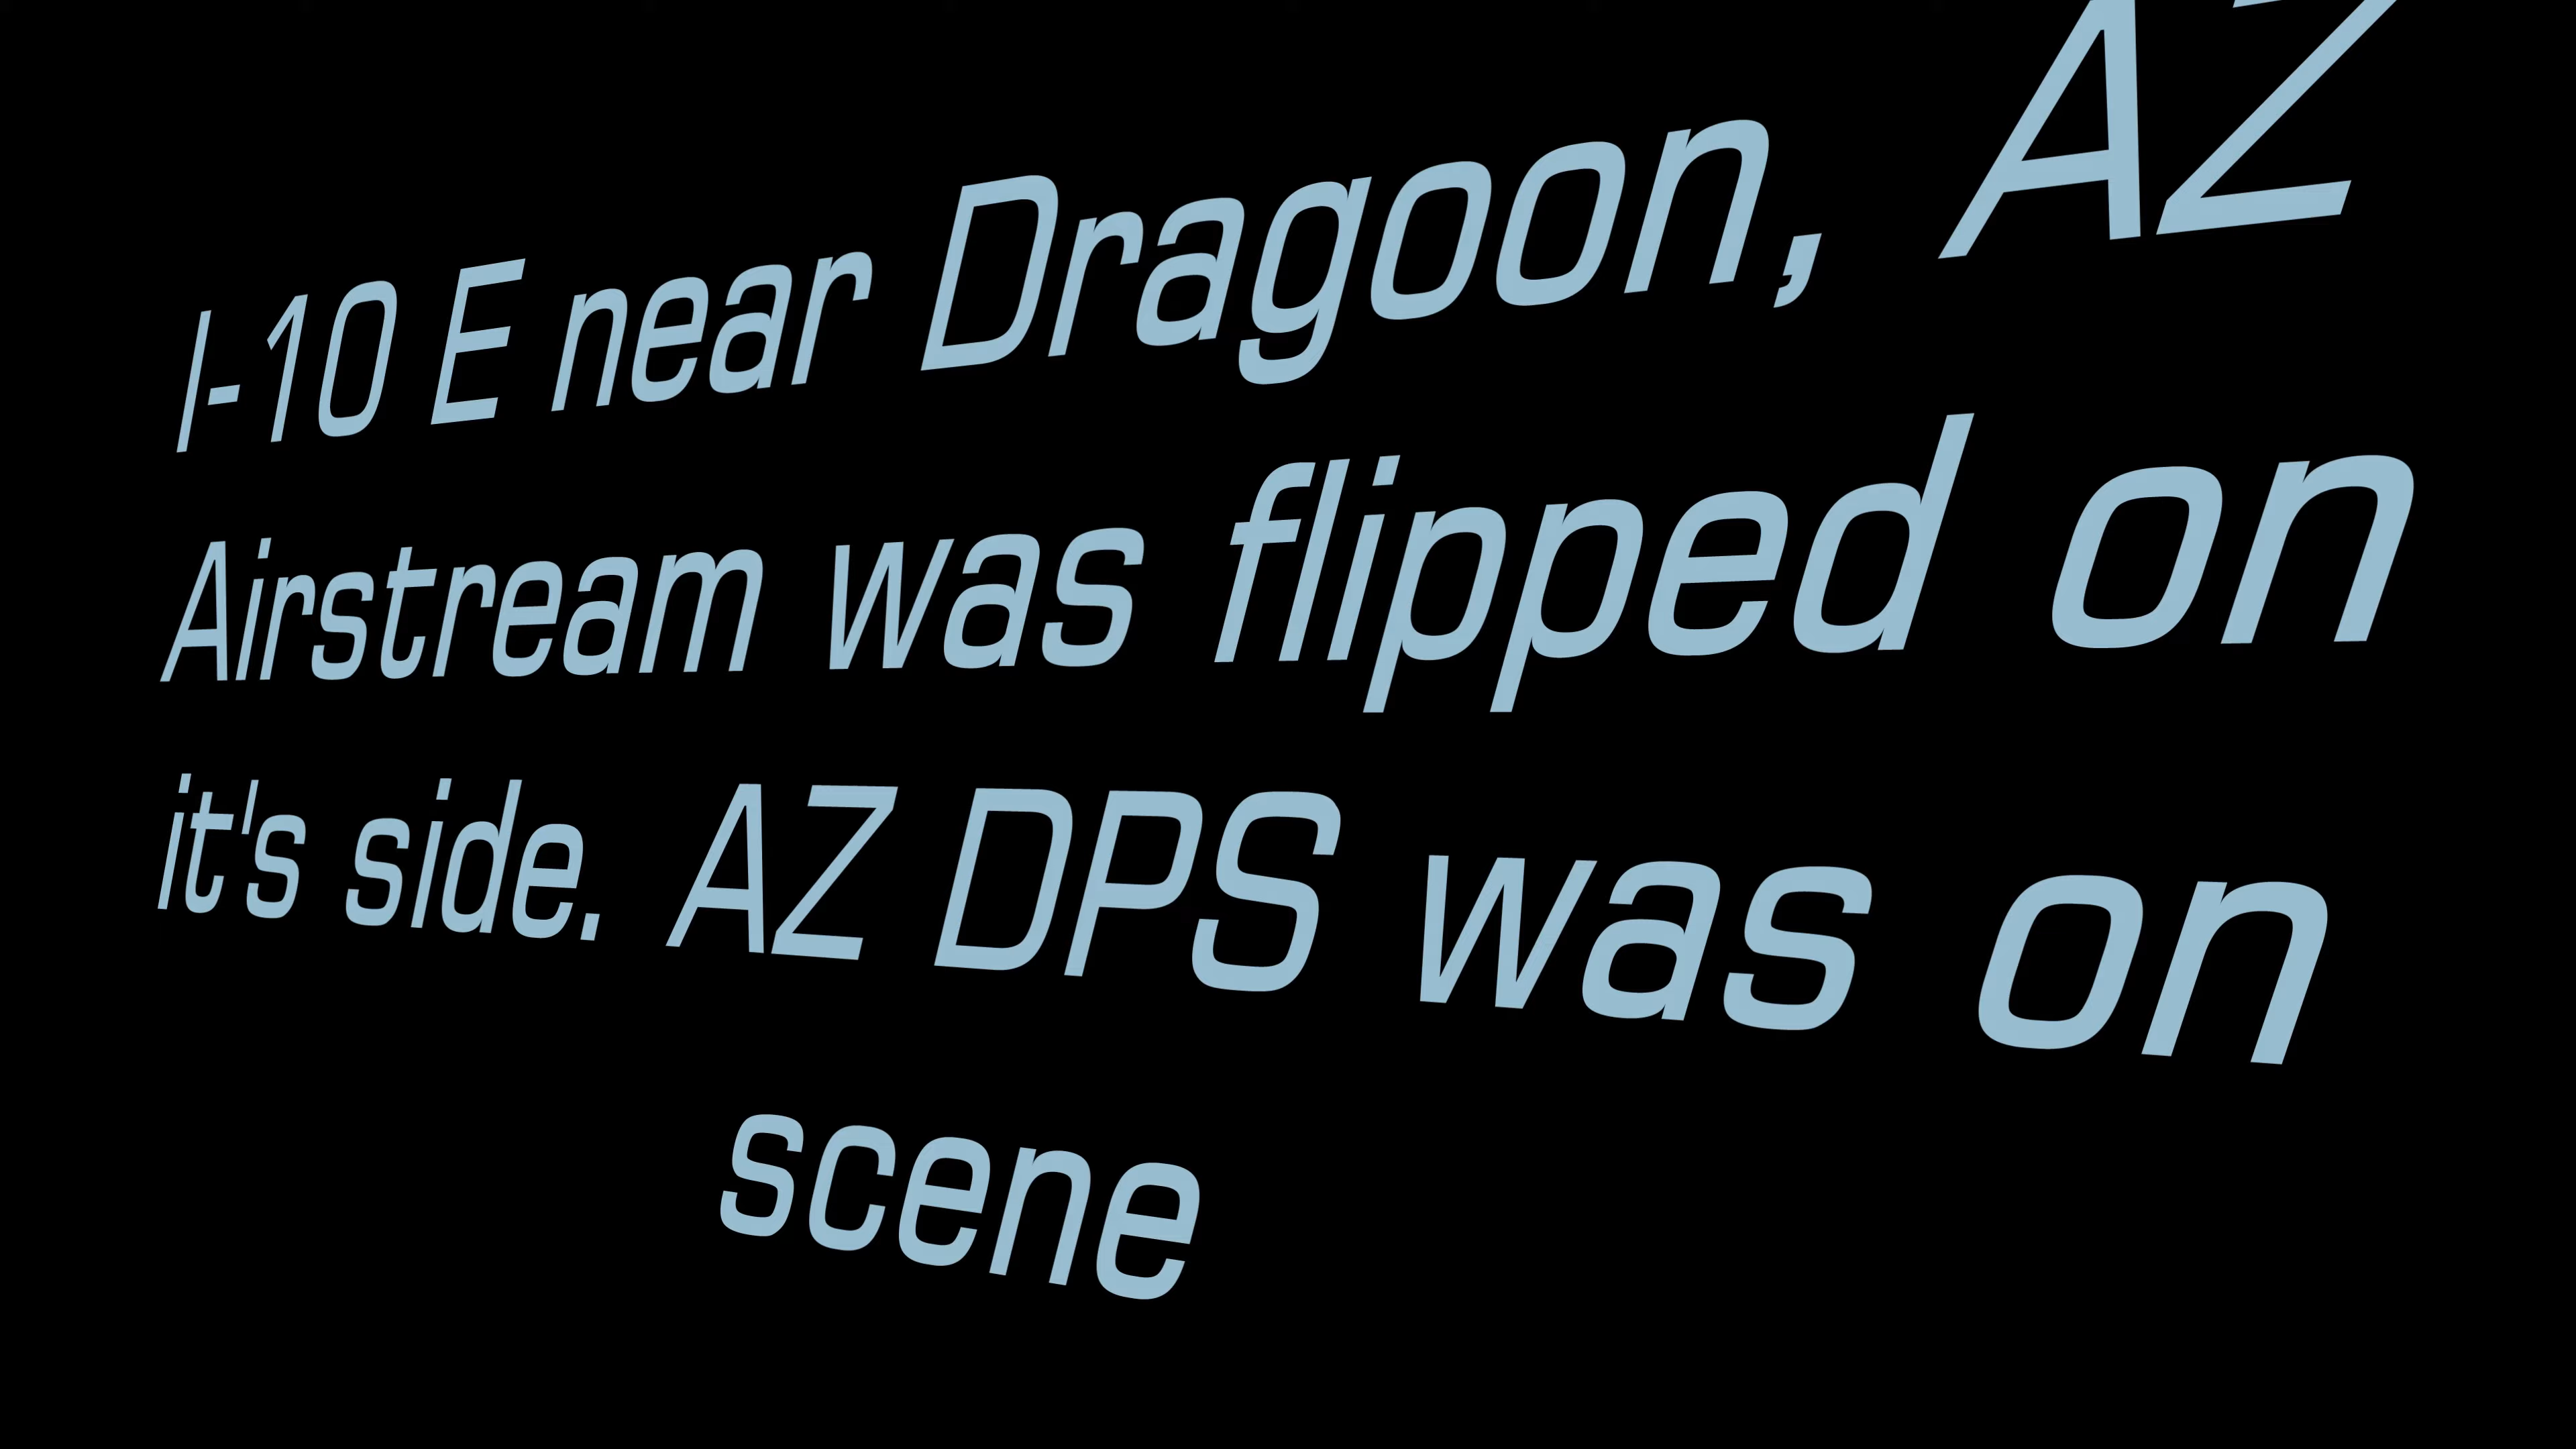 I-10 E near Dragoon, AZ
Airstream was flipped on
it's side. AZ DPS was on
scene